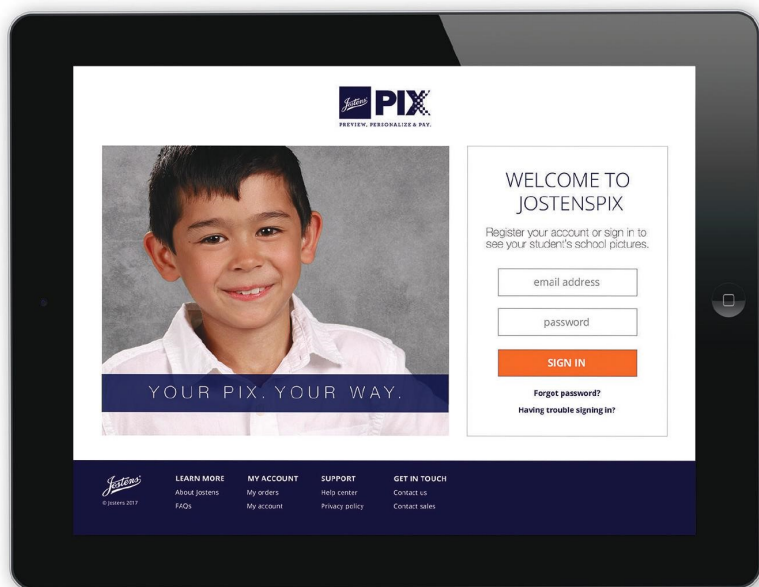 Jostens
PIX
PREVIEW, PERSONALIZE & PAY.
YOUR PIX. YOUR WAY.
WELCOME TO
JOSTENSPIX
Register your account or sign in to
see your student's school pictures.
email address
password
SIGN IN
Forgot password?
Having trouble signing in?
Jostens
© Jostens 2017
LEARN MORE
About Jostens
FAQs
MY ACCOUNT
My orders
My account
SUPPORT
Help center
Privacy policy
GET IN TOUCH
Contact us
Contact sales